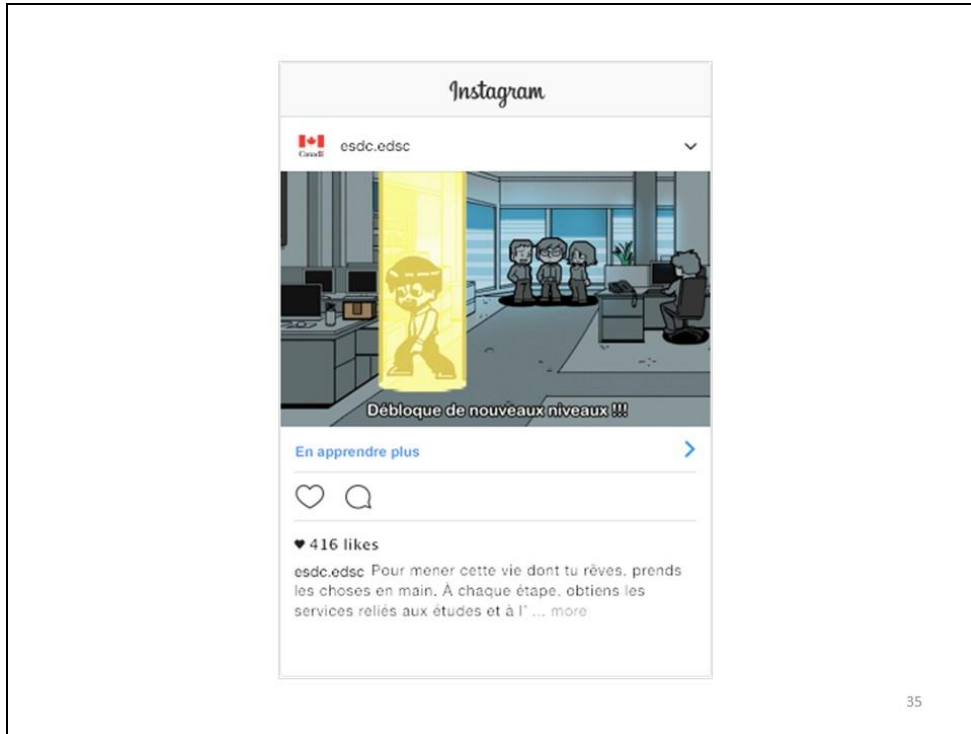 Instagram
Canada
esdc.edsc
Débloque de nouveaux niveaux !!!
En apprendre plus
416 likes
esdc.edsc Pour mener cette vie dont tu rêves, prends
les choses en main. À chaque étape, obtiens les
services reliés aux études et à l' ... more
35